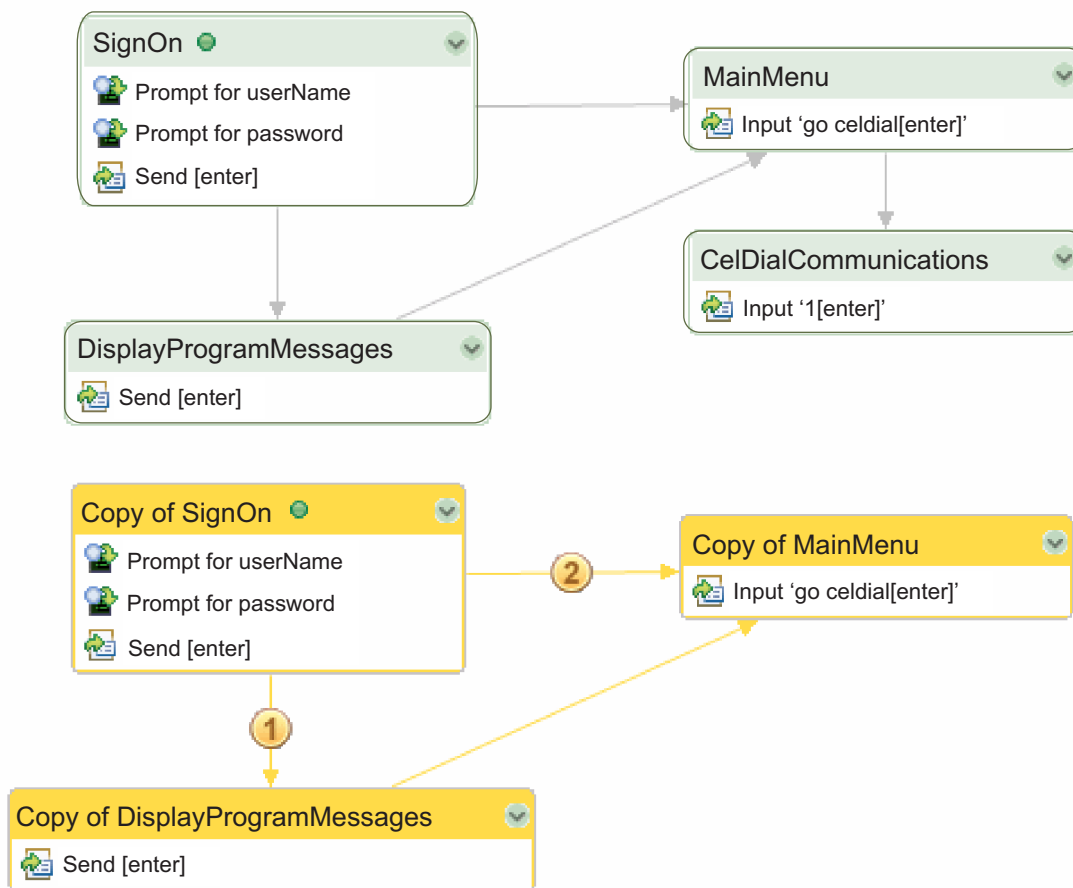 SignOn
Prompt for userName
Prompt for password
Send [enter]
MainMenu
Input ‘go celdial[enter]’
CelDialCommunications
Input ‘1[enter]’
DisplayProgramMessages
Send [enter]
Copy of SignOn
Prompt for userName
Prompt for password
Send [enter]
2
Copy of MainMenu
Input ‘go celdial[enter]’
1
Copy of DisplayProgramMessages
Send [enter]